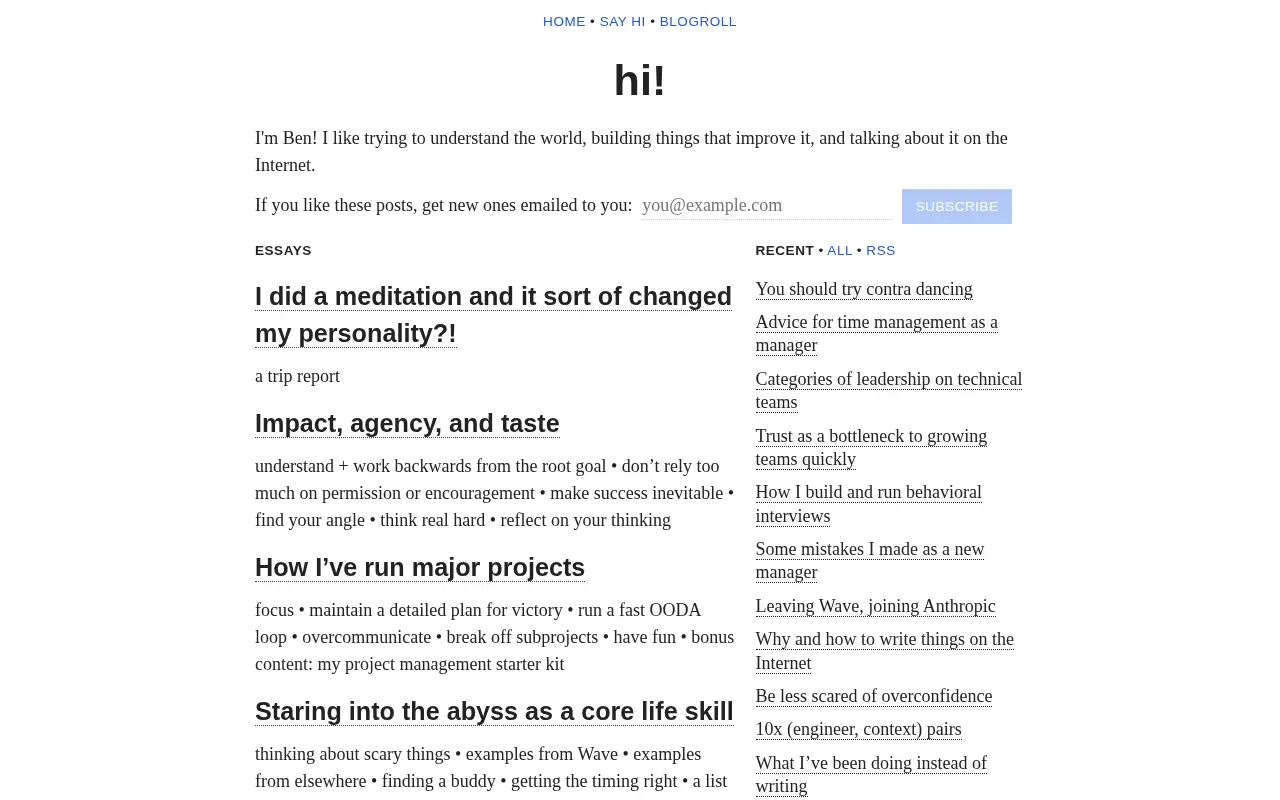 HOME • SAY HI • BLOGROLL
hi!
I'm Ben! I like trying to understand the world, building things that improve it, and talking about it on the
Internet.
If you like these posts, get new ones emailed to you: you@example.com SUBSCRIBE
ESSAYS
I did a meditation and it sort of changed
my personality?!
a trip report
Impact, agency, and taste
understand + work backwards from the root goal • don’t rely too
much on permission or encouragement • make success inevitable •
find your angle • think real hard • reflect on your thinking
How I’ve run major projects
focus • maintain a detailed plan for victory • run a fast OODA
loop • overcommunicate • break off subprojects • have fun • bonus
content: my project management starter kit
Staring into the abyss as a core life skill
thinking about scary things • examples from Wave • examples
from elsewhere • finding a buddy • getting the timing right • a list
RECENT • ALL • RSS
You should try contra dancing
Advice for time management as a
manager
Categories of leadership on technical
teams
Trust as a bottleneck to growing
teams quickly
How I build and run behavioral
interviews
Some mistakes I made as a new
manager
Leaving Wave, joining Anthropic
Why and how to write things on the
Internet
Be less scared of overconfidence
10x (engineer, context) pairs
What I’ve been doing instead of
writing